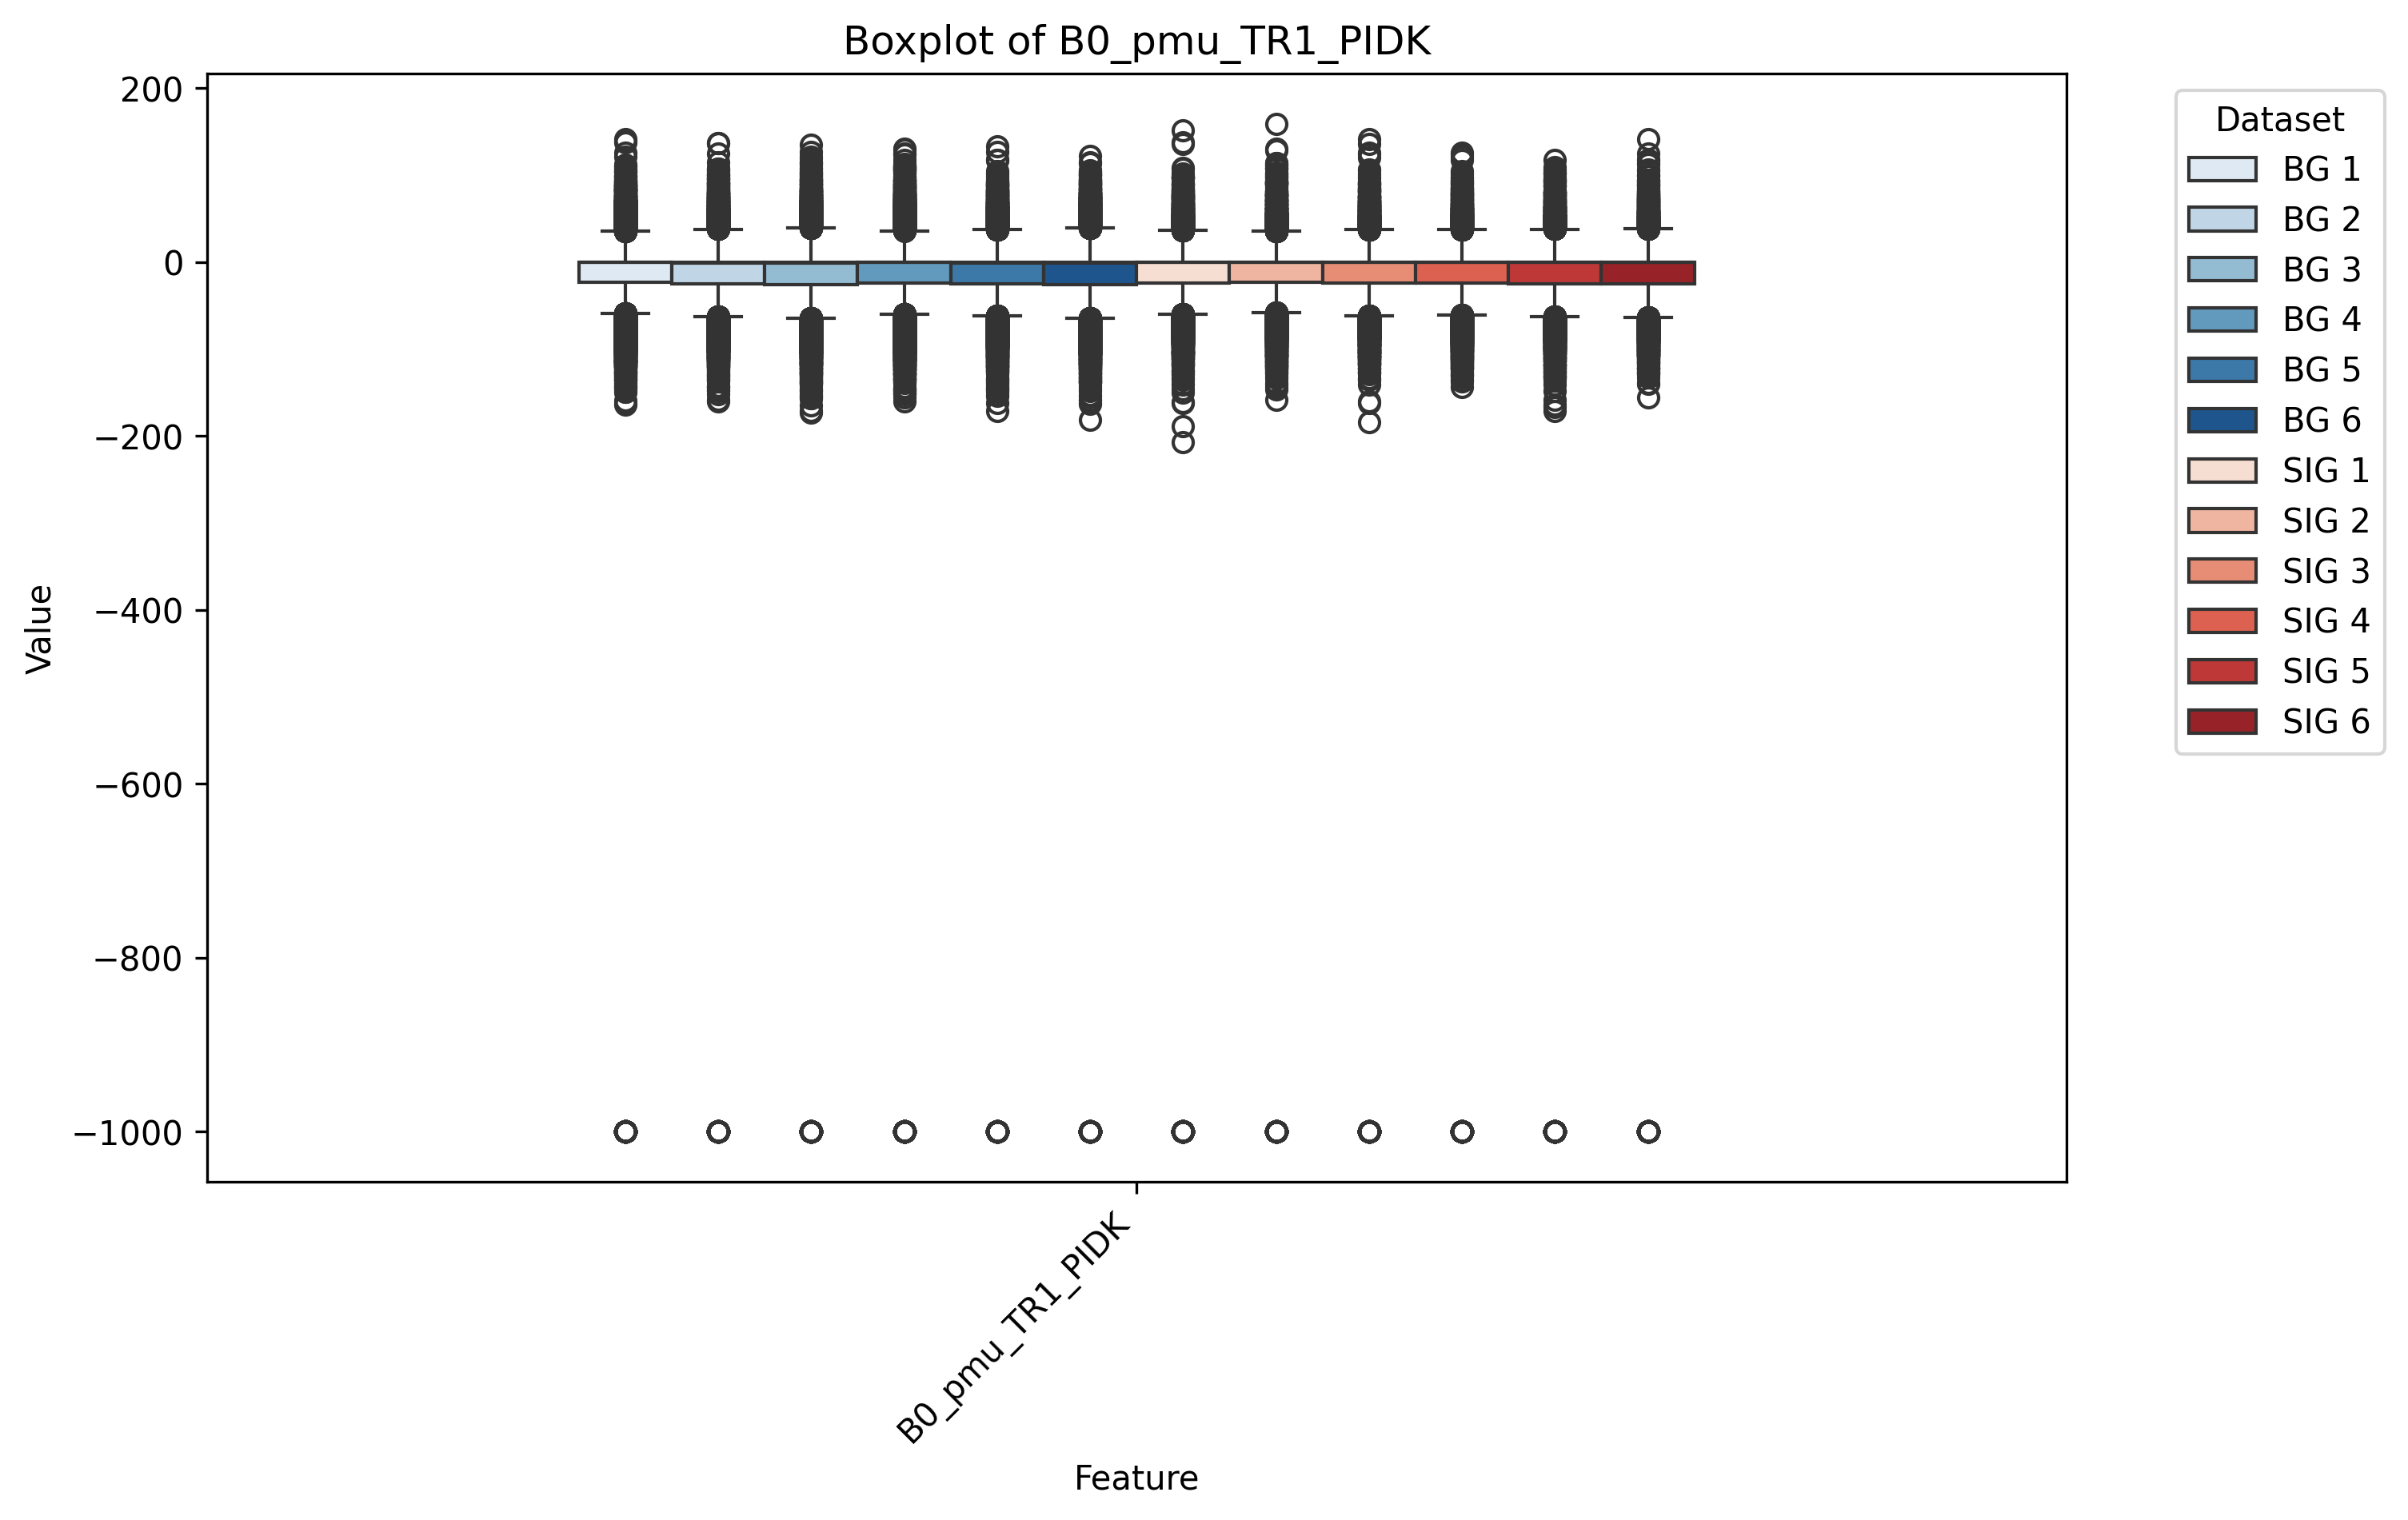 Boxplot of B0_pmu_TR1_PIDK
200
0
−200
−400
−600
−800
−1000
Value
B0_pmu_TR1_PIDK
Feature
Dataset
BG 1
BG 2
BG 3
BG 4
BG 5
BG 6
SIG 1
SIG 2
SIG 3
SIG 4
SIG 5
SIG 6